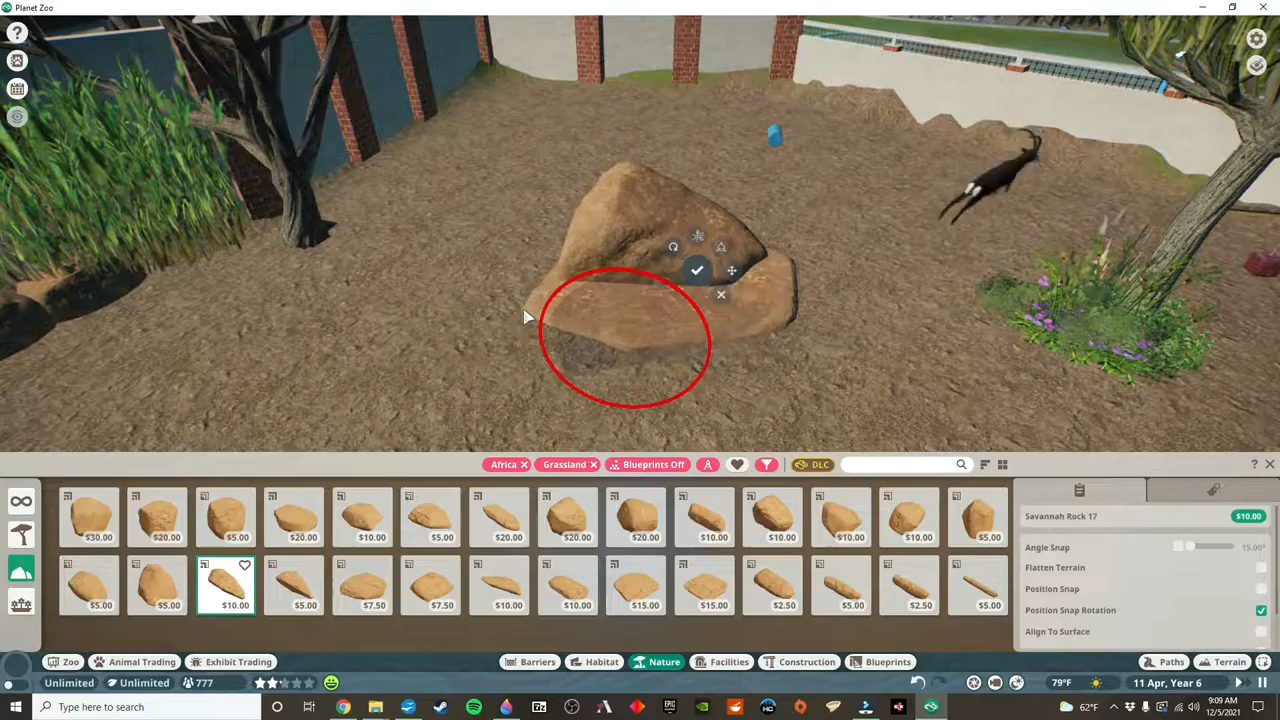 Planet Zoo
Africa ✕ Grassland ✕ Blueprints Off DLC
$30.00 $20.00 $5.00 $20.00 $10.00 $5.00 $20.00 $20.00 $20.00 $10.00 $10.00 $10.00 $10.00 $5.00
$5.00 $5.00 $10.00 $5.00 $7.50 $7.50 $10.00 $10.00 $15.00 $15.00 $2.50 $5.00 $2.50 $5.00
Savannah Rock 17 $10.00
Angle Snap 15.00°
Flatten Terrain
Position Snap
Position Snap Rotation
Align To Surface
Zoo Animal Trading Exhibit Trading Barriers Habitat Nature Facilities Construction Blueprints Paths Terrain
Unlimited Unlimited 777 79°F 11 Apr, Year 6
Type here to search 62°F 9:09 AM
12/5/2021